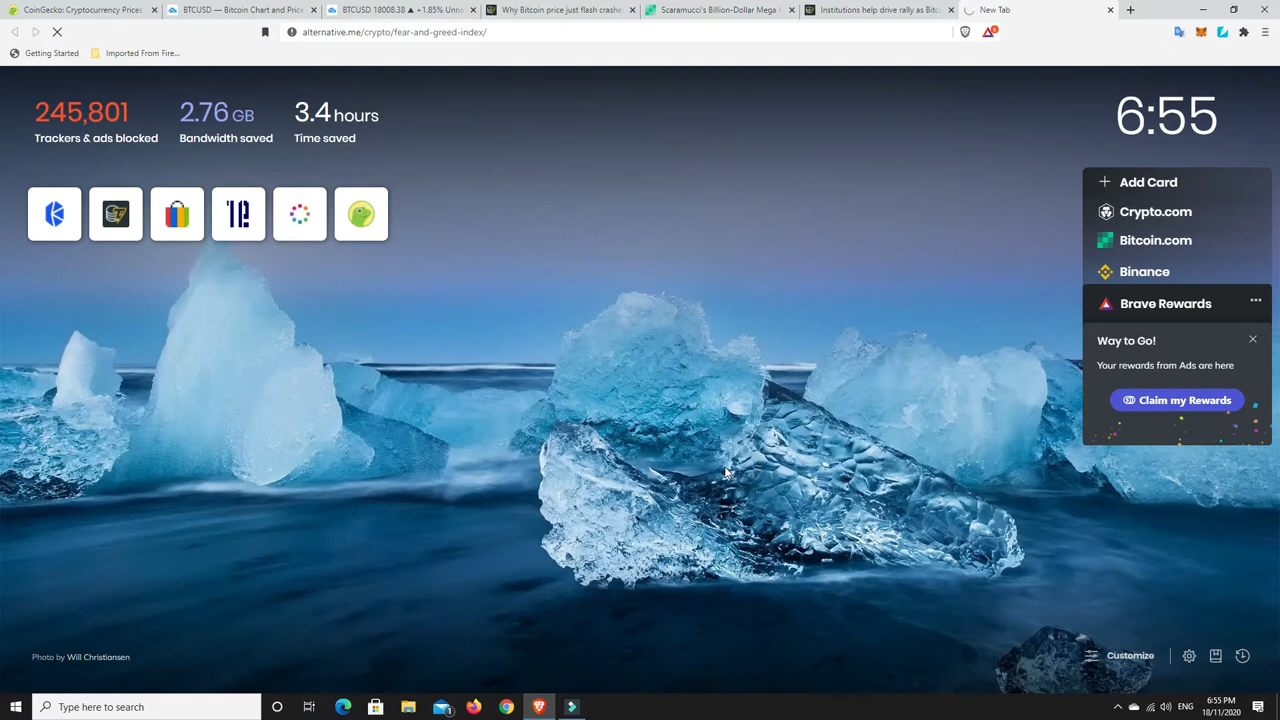 CoinGecko: Cryptocurrency Prices
BTCUSD — Bitcoin Chart and Price
BTCUSD 18008.38 ▲ +1.85% Unna
Why Bitcoin price just flash crashe
Scaramucci's Billion-Dollar Mega H
Institutions help drive rally as Bitc
New Tab
alternative.me/crypto/fear-and-greed-index/
Getting Started
Imported From Fire...
245,801
Trackers & ads blocked
2.76 GB
Bandwidth saved
3.4 hours
Time saved
6:55
Add Card
Crypto.com
Bitcoin.com
Binance
Brave Rewards
Way to Go!
Your rewards from Ads are here
Claim my Rewards
Photo by Will Christiansen
Customize
Type here to search
ENG
6:55 PM
18/11/2020